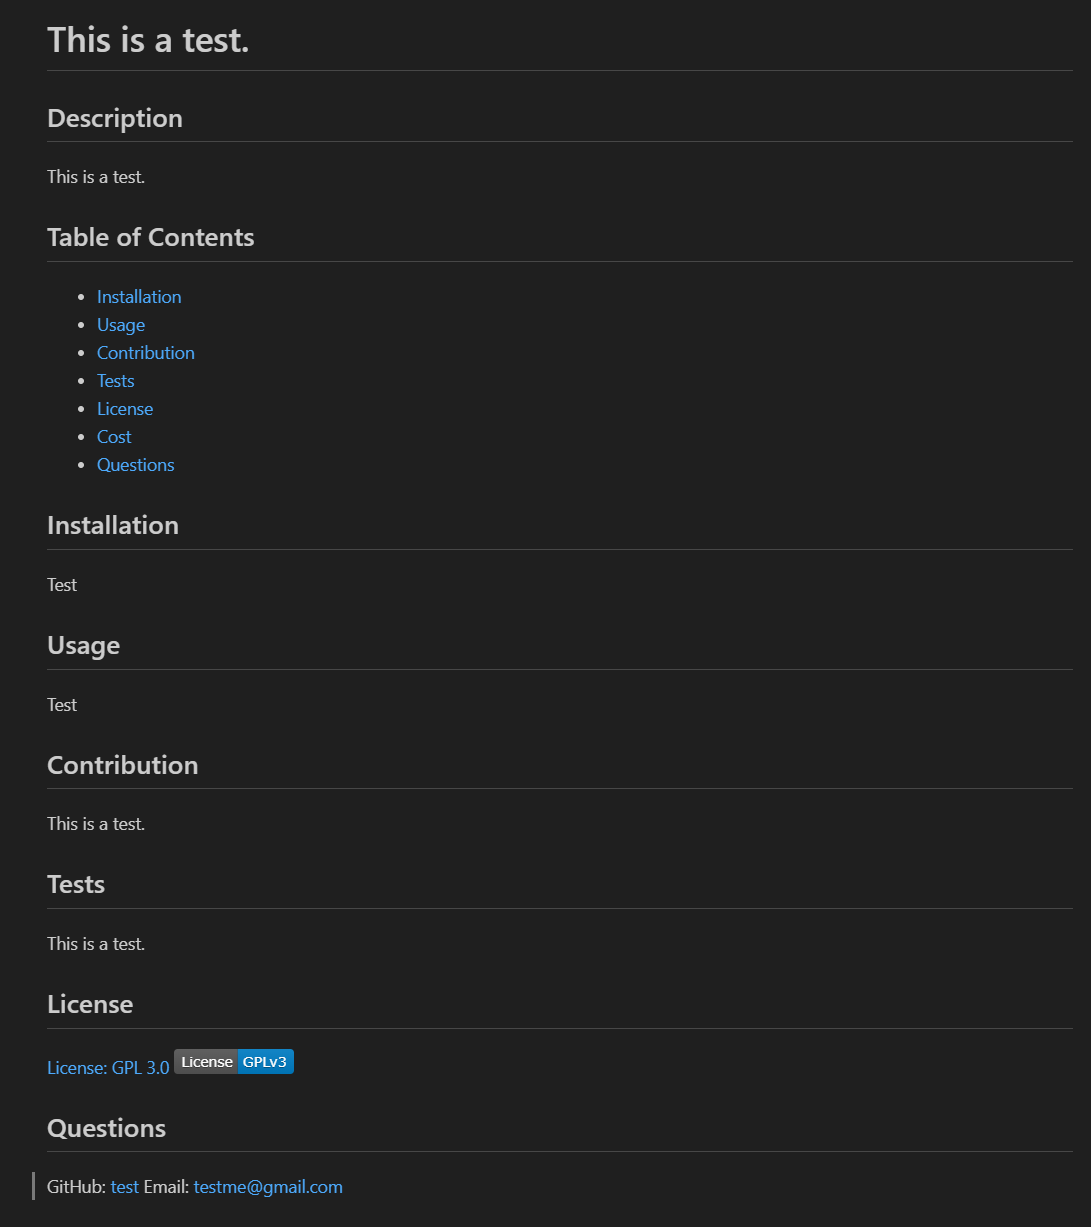 This is a test.
Description
This is a test.
Table of Contents
Installation
Usage
Contribution
Tests
License
Cost
Questions
Installation
Test
Usage
Test
Contribution
This is a test.
Tests
This is a test.
License
License: GPL 3.0 License GPLv3
Questions
GitHub: test Email: testme@gmail.com